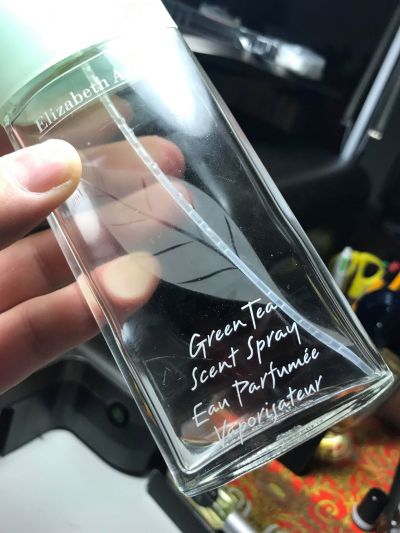 Elizabeth A
Green Tea
Scent Spray
Eau Parfumée
Vaporisateur